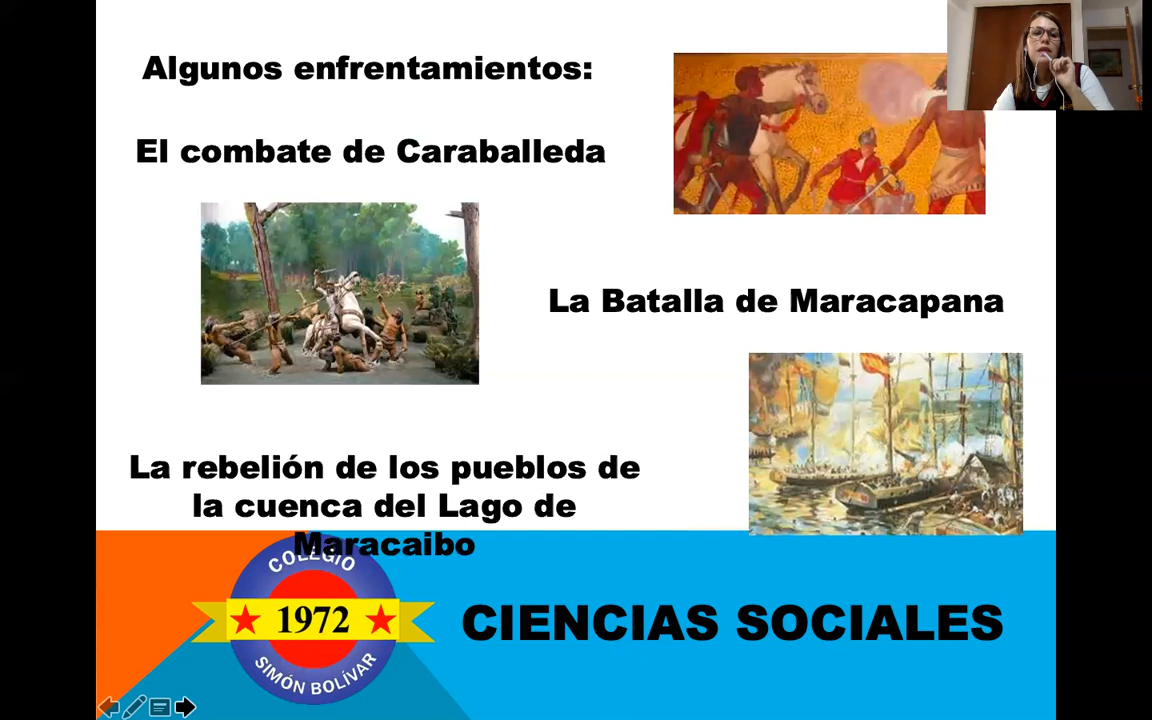 Algunos enfrentamientos:
El combate de Caraballeda
La Batalla de Maracapana
La rebelión de los pueblos de
la cuenca del Lago de
Maracaibo
COLEGIO
1972
SIMÓN BOLÍVAR
CIENCIAS SOCIALES